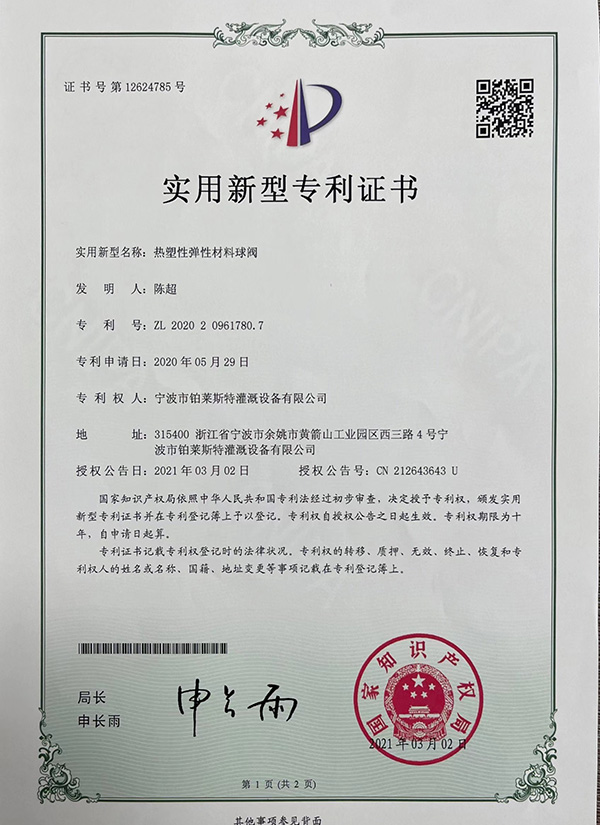 证书号第12624785号
实用新型专利证书
实用新型名称：热塑性弹性材料球阀
发明人：陈超
专利号：ZL 2020 2 0961780.7
专利申请日：2020年05月29日
专利权人：宁波市铂莱斯特灌溉设备有限公司
地址：315400 浙江省宁波市余姚市黄箭山工业园区西三路4号宁
波市铂莱斯特灌溉设备有限公司
授权公告日：2021年03月02日 授权公告号：CN 212643643 U
国家知识产权局依照中华人民共和国专利法经过初步审查，决定授予专利权，颁发实用
新型专利证书并在专利登记簿上予以登记。专利权自授权公告之日起生效。专利权期限为十
年，自申请日起算。
专利证书记载专利权登记时的法律状况。专利权的转移、质押、无效、终止、恢复和专
利权人的姓名或名称、国籍、地址变更等事项记载在专利登记簿上。
局长
申长雨
申长雨
国家知识产权局
2021年03月02日
第1页(共2页)
其他事项参见背面
CNIPA